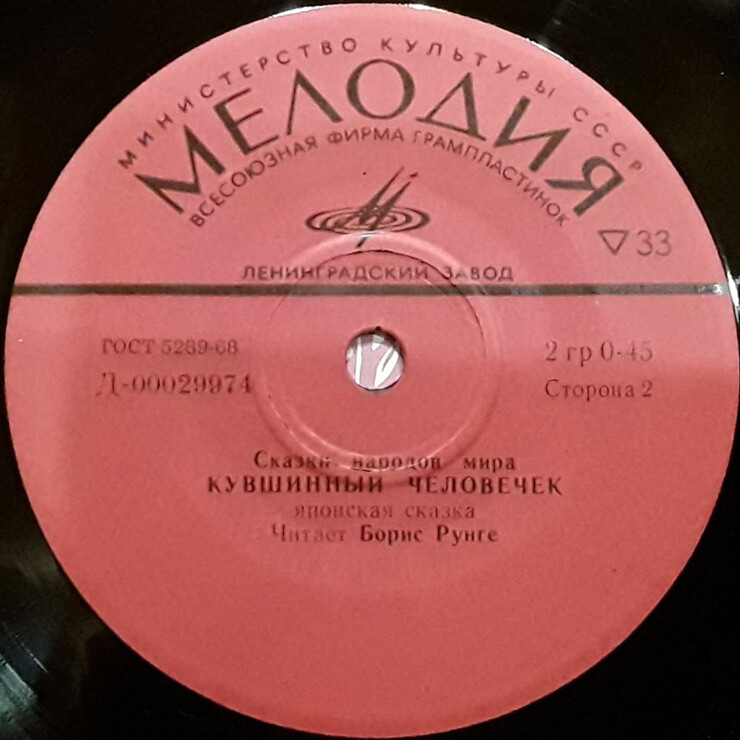 МИНИСТЕРСТВО КУЛЬТУРЫ СССР
МЕЛОДИЯ
ВСЕСОЮЗНАЯ ФИРМА ГРАМПЛАСТИНОК
▽33
ЛЕНИНГРАДСКИЙ ЗАВОД
ГОСТ 5289-68
2 гр 0-45
Д-00029974
Сторона 2
Сказки народов мира
КУВШИННЫЙ ЧЕЛОВЕЧЕК
японская сказка
Читает Борис Рунге